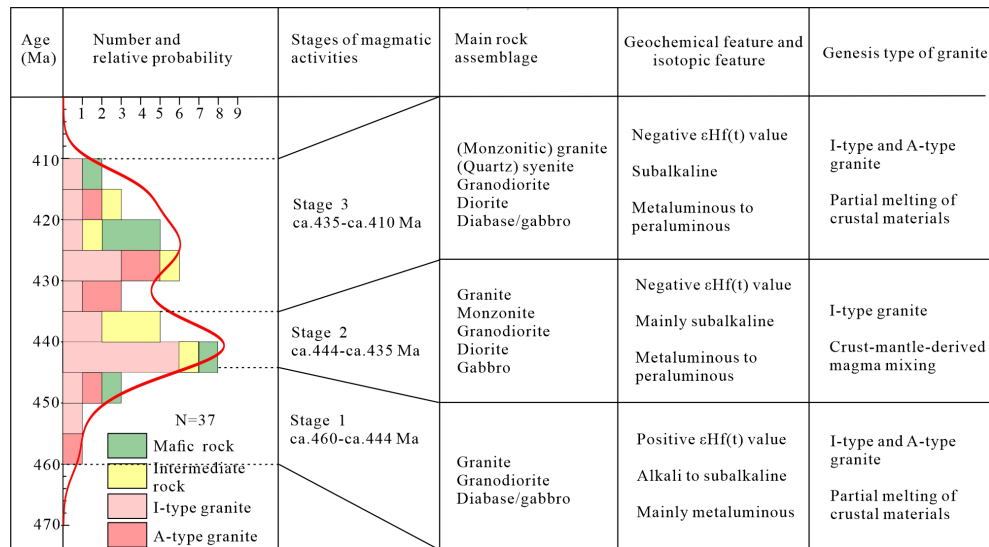 Age
(Ma)
Number and
relative probability
Stages of magmatic
activities
Main rock
assemblage
Geochemical feature and
isotopic feature
Genesis type of granite
1 2 3 4 5 6 7 8 9
410
420
430
440
450
460
470
N=37
Mafic rock
Intermediate
rock
I-type granite
A-type granite
Stage 3
ca.435-ca.410 Ma
Stage 2
ca.444-ca.435 Ma
Stage 1
ca.460-ca.444 Ma
(Monzonitic) granite
(Quartz) syenite
Granodiorite
Diorite
Diabase/gabbro
Negative εHf(t) value
Subalkaline
Metaluminous to
peraluminous
I-type and A-type
granite
Partial melting of
crustal materials
Granite
Monzonite
Granodiorite
Diorite
Gabbro
Negative εHf(t) value
Mainly subalkaline
Metaluminous to
peraluminous
I-type granite
Crust-mantle-derived
magma mixing
Granite
Granodiorite
Diabase/gabbro
Positive εHf(t) value
Alkali to subalkaline
Mainly metaluminous
I-type and A-type
granite
Partial melting of
crustal materials